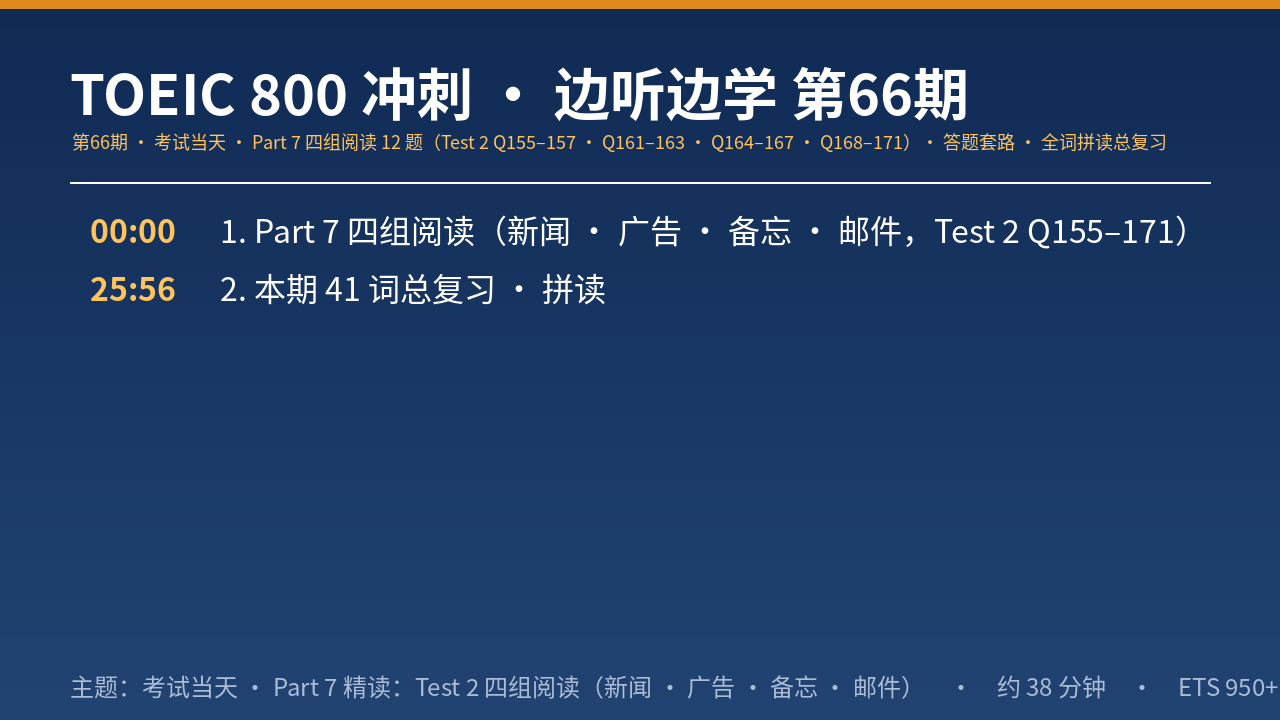 TOEIC 800 冲刺 · 边听边学 第66期
第66期 · 考试当天 · Part 7 四组阅读 12 题（Test 2 Q155–157 · Q161–163 · Q164–167 · Q168–171） · 答题套路 · 全词拼读总复习
00:00 1. Part 7 四组阅读（新闻 · 广告 · 备忘 · 邮件，Test 2 Q155–171）
25:56 2. 本期 41 词总复习 · 拼读
主题：考试当天 · Part 7 精读：Test 2 四组阅读（新闻 · 广告 · 备忘 · 邮件） · 约 38 分钟 · ETS 950+